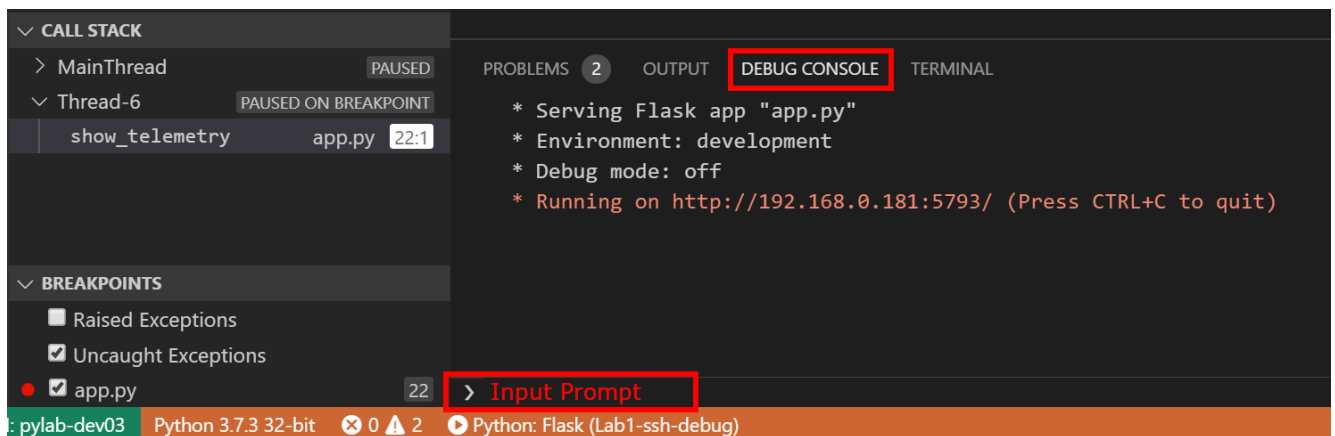 CALL STACK
MainThread PAUSED
Thread-6 PAUSED ON BREAKPOINT
show_telemetry app.py 22:1
BREAKPOINTS
Raised Exceptions
Uncaught Exceptions
app.py 22
PROBLEMS 2 OUTPUT DEBUG CONSOLE TERMINAL
* Serving Flask app "app.py"
* Environment: development
* Debug mode: off
* Running on http://192.168.0.181:5793/ (Press CTRL+C to quit)
> Input Prompt
: pylab-dev03 Python 3.7.3 32-bit 0 2 Python: Flask (Lab1-ssh-debug)